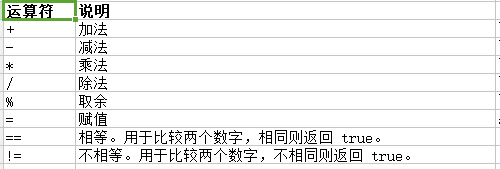 运算符 说明
+ 加法
- 减法
* 乘法
/ 除法
% 取余
= 赋值
== 相等。用于比较两个数字，相同则返回 true。
!= 不相等。用于比较两个数字，不相同则返回 true。